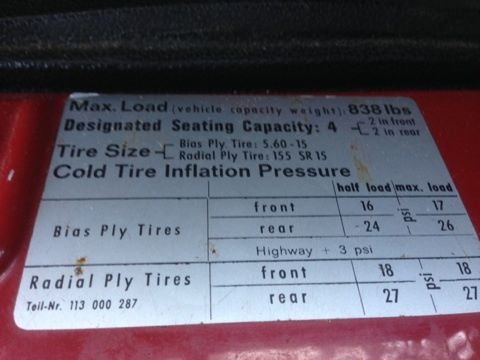 Max. Load (vehicle capacity weight): 838 lbs
Designated Seating Capacity: 4 2 in front
2 in rear
Tire Size Bias Ply Tire: 5.60-15
Radial Ply Tire: 155 SR 15
Cold Tire Inflation Pressure
half load max. load
Bias Ply Tires front 16 psi 17
rear 24 26
Highway + 3 psi
Radial Ply Tires front 18 psi 18
rear 27 27
Teil-Nr. 113 000 287